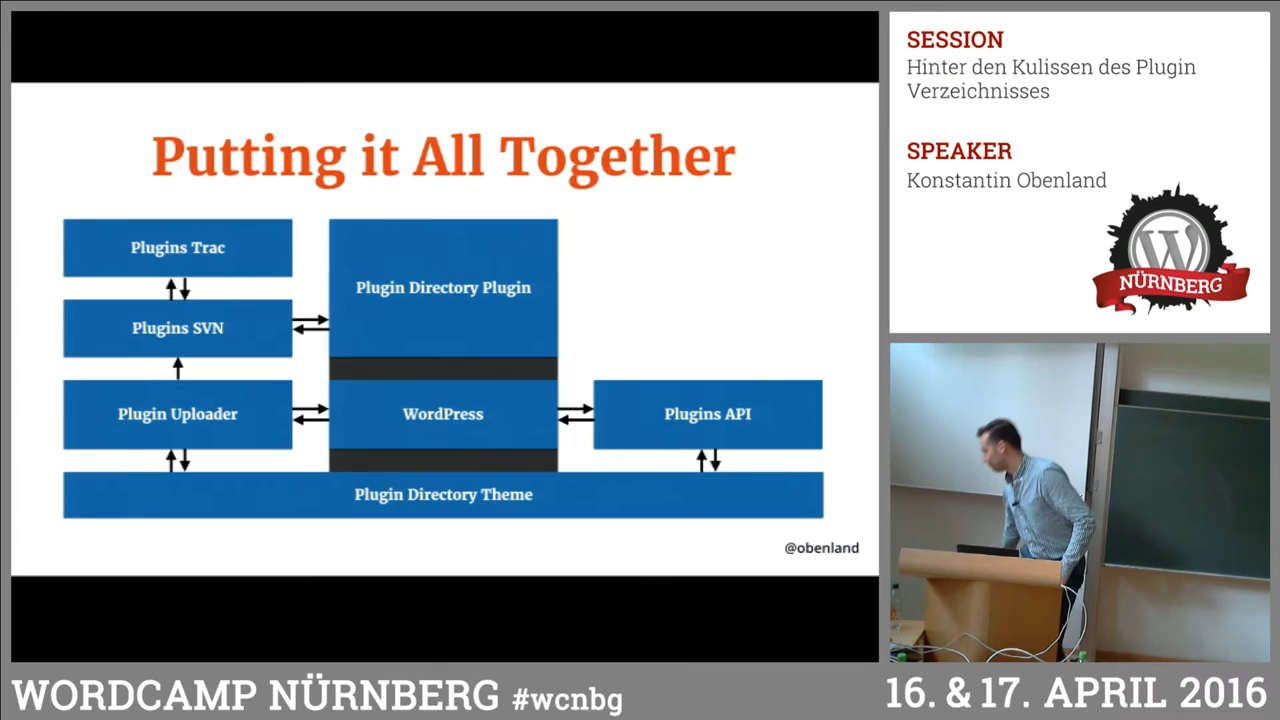 Putting it All Together
Plugins Trac
Plugin Directory Plugin
Plugins SVN
Plugin Uploader
WordPress
Plugins API
Plugin Directory Theme
@obenland
SESSION
Hinter den Kulissen des Plugin
Verzeichnisses
SPEAKER
Konstantin Obenland
W
NÜRNBERG
WORDCAMP NÜRNBERG #wcnbg
16. & 17. APRIL 2016